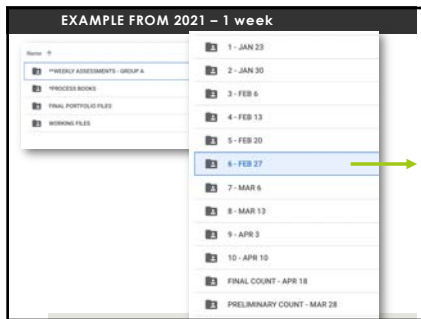 EXAMPLE FROM 2021 – 1 week
Name ↑
**WEEKLY ASSESSMENTS - GROUP A
*PROCESS BOOKS
FINAL PORTFOLIO FILES
WORKING FILES
1 - JAN 23
2 - JAN 30
3 - FEB 6
4 - FEB 13
5 - FEB 20
6 - FEB 27
7 - MAR 6
8 - MAR 13
9 - APR 3
10 - APR 10
FINAL COUNT - APR 18
PRELIMINARY COUNT - MAR 28